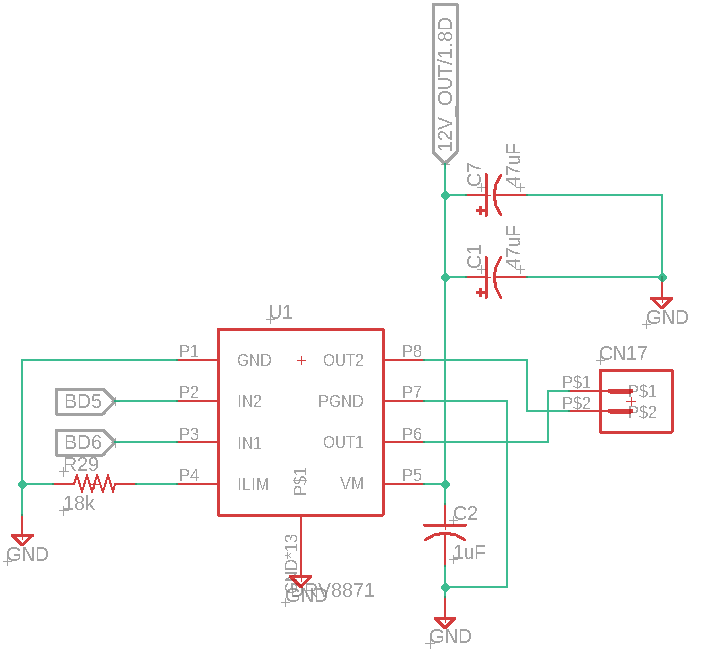 12V_OUT/1.8D
C7
47uF
C1
47uF
GND
U1
P1
GND
OUT2
P8
CN17
P$1
P$1
BD5
P2
IN2
PGND
P7
P$2
P$2
BD6
P3
IN1
OUT1
P6
R29
18k
P4
ILIM
P$1
VM
P5
C2
1uF
GND
GND*13
GND
DRV8871
GND